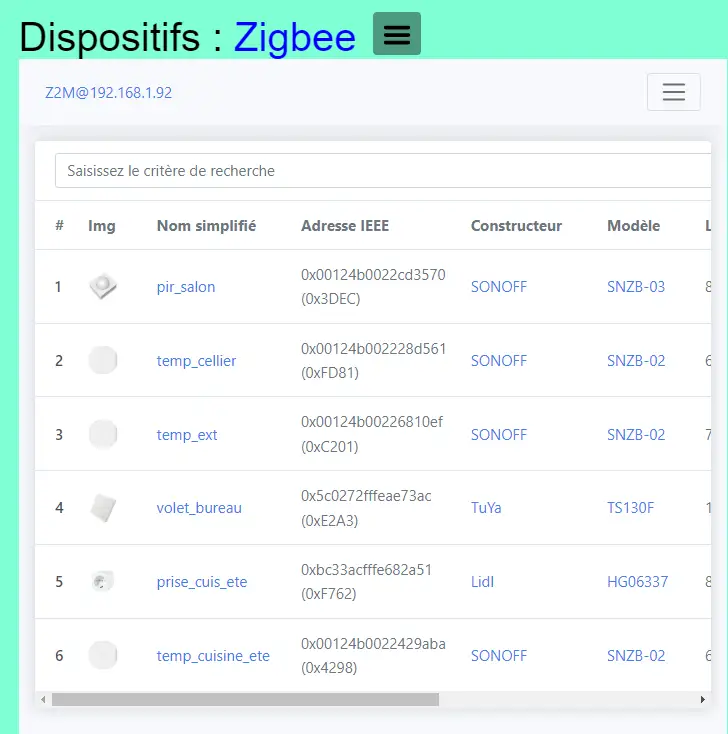 Dispositifs : Zigbee
Z2M@192.168.1.92
Saisissez le critère de recherche
# Img Nom simplifié Adresse IEEE Constructeur Modèle L
1 pir_salon 0x00124b0022cd3570 (0x3DEC) SONOFF SNZB-03 8
2 temp_cellier 0x00124b002228d561 (0xFD81) SONOFF SNZB-02 6
3 temp_ext 0x00124b00226810ef (0xC201) SONOFF SNZB-02 7
4 volet_bureau 0x5c0272fffeae73ac (0xE2A3) TuYa TS130F 1
5 prise_cuis_ete 0xbc33acfffe682a51 (0xF762) Lidl HG06337 8
6 temp_cuisine_ete 0x00124b0022429aba (0x4298) SONOFF SNZB-02 6